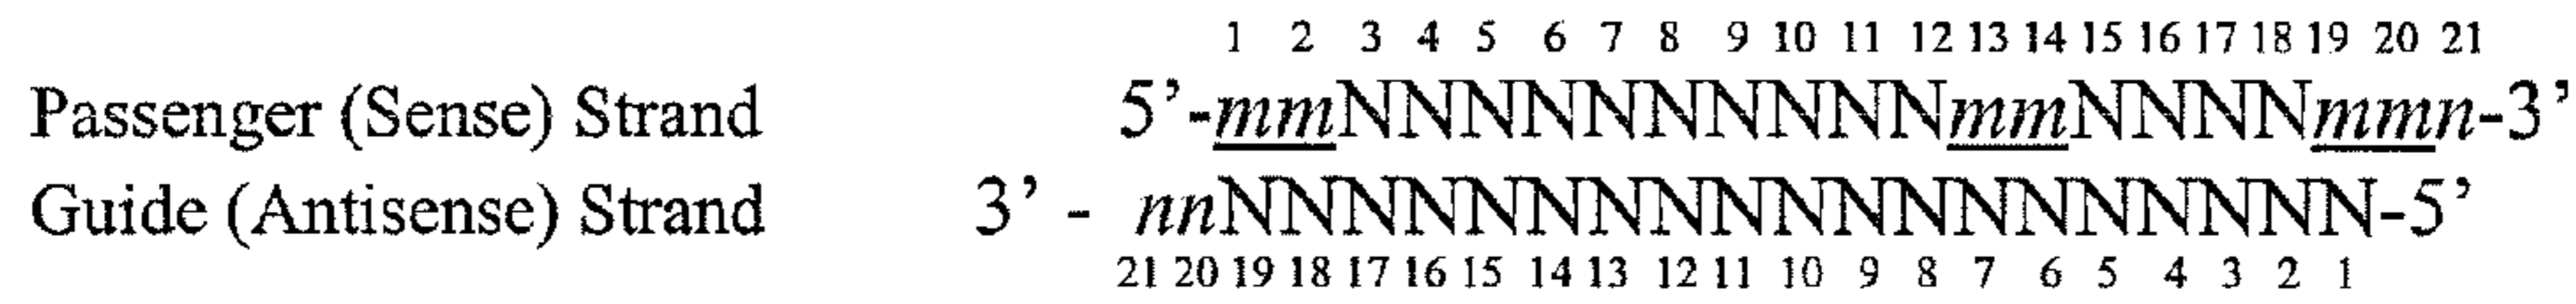 1 2 3 4 5 6 7 8 9 10 11 12 13 14 15 16 17 18 19 20 21
Passenger (Sense) Strand 5’-mmNNNNNNNNNNmmNNNNmmn-3’
Guide (Antisense) Strand 3’ - nnNNNNNNNNNNNNNNNNNNN-5’
21 20 19 18 17 16 15 14 13 12 11 10 9 8 7 6 5 4 3 2 1